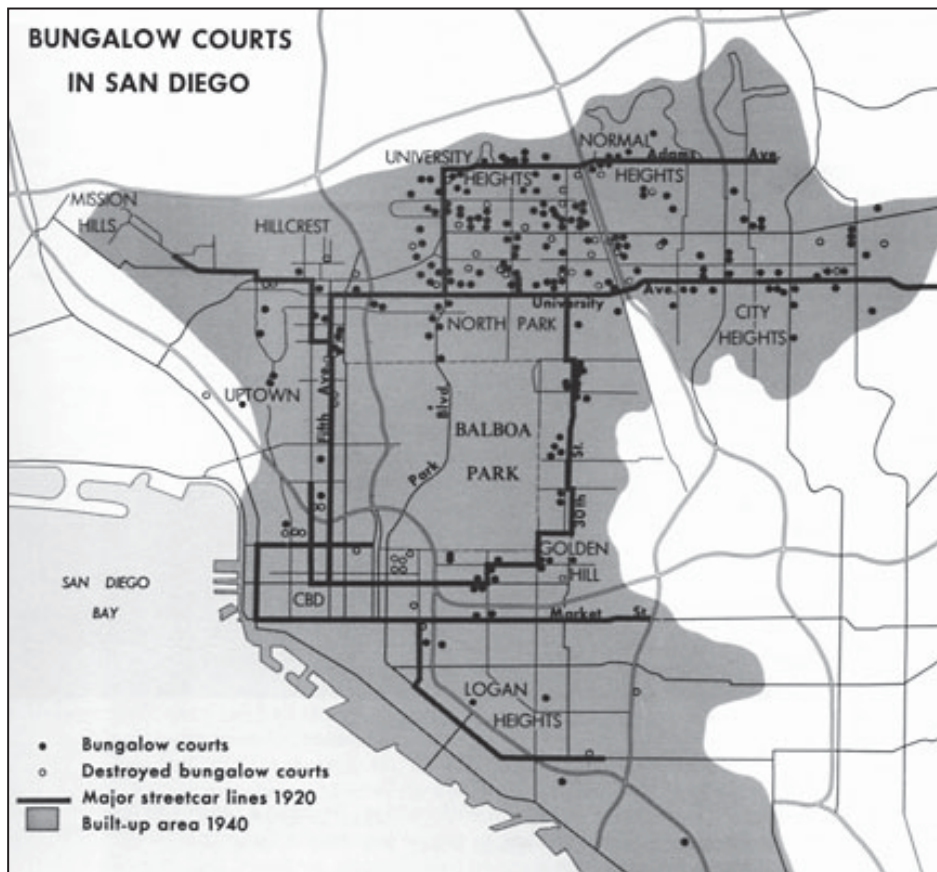 BUNGALOW COURTS
IN SAN DIEGO
NORMAL
UNIVERSITY
Adams Ave.
HEIGHTS
HEIGHTS
MISSION
HILLS
HILLCREST
University Ave.
NORTH PARK
CITY
HEIGHTS
UPTOWN
Fifth Ave.
Park Blvd.
BALBOA
PARK
30th St.
GOLDEN
HILL
SAN DIEGO
BAY
CBD
Market St.
LOGAN
HEIGHTS
Bungalow courts
Destroyed bungalow courts
Major streetcar lines 1920
Built-up area 1940